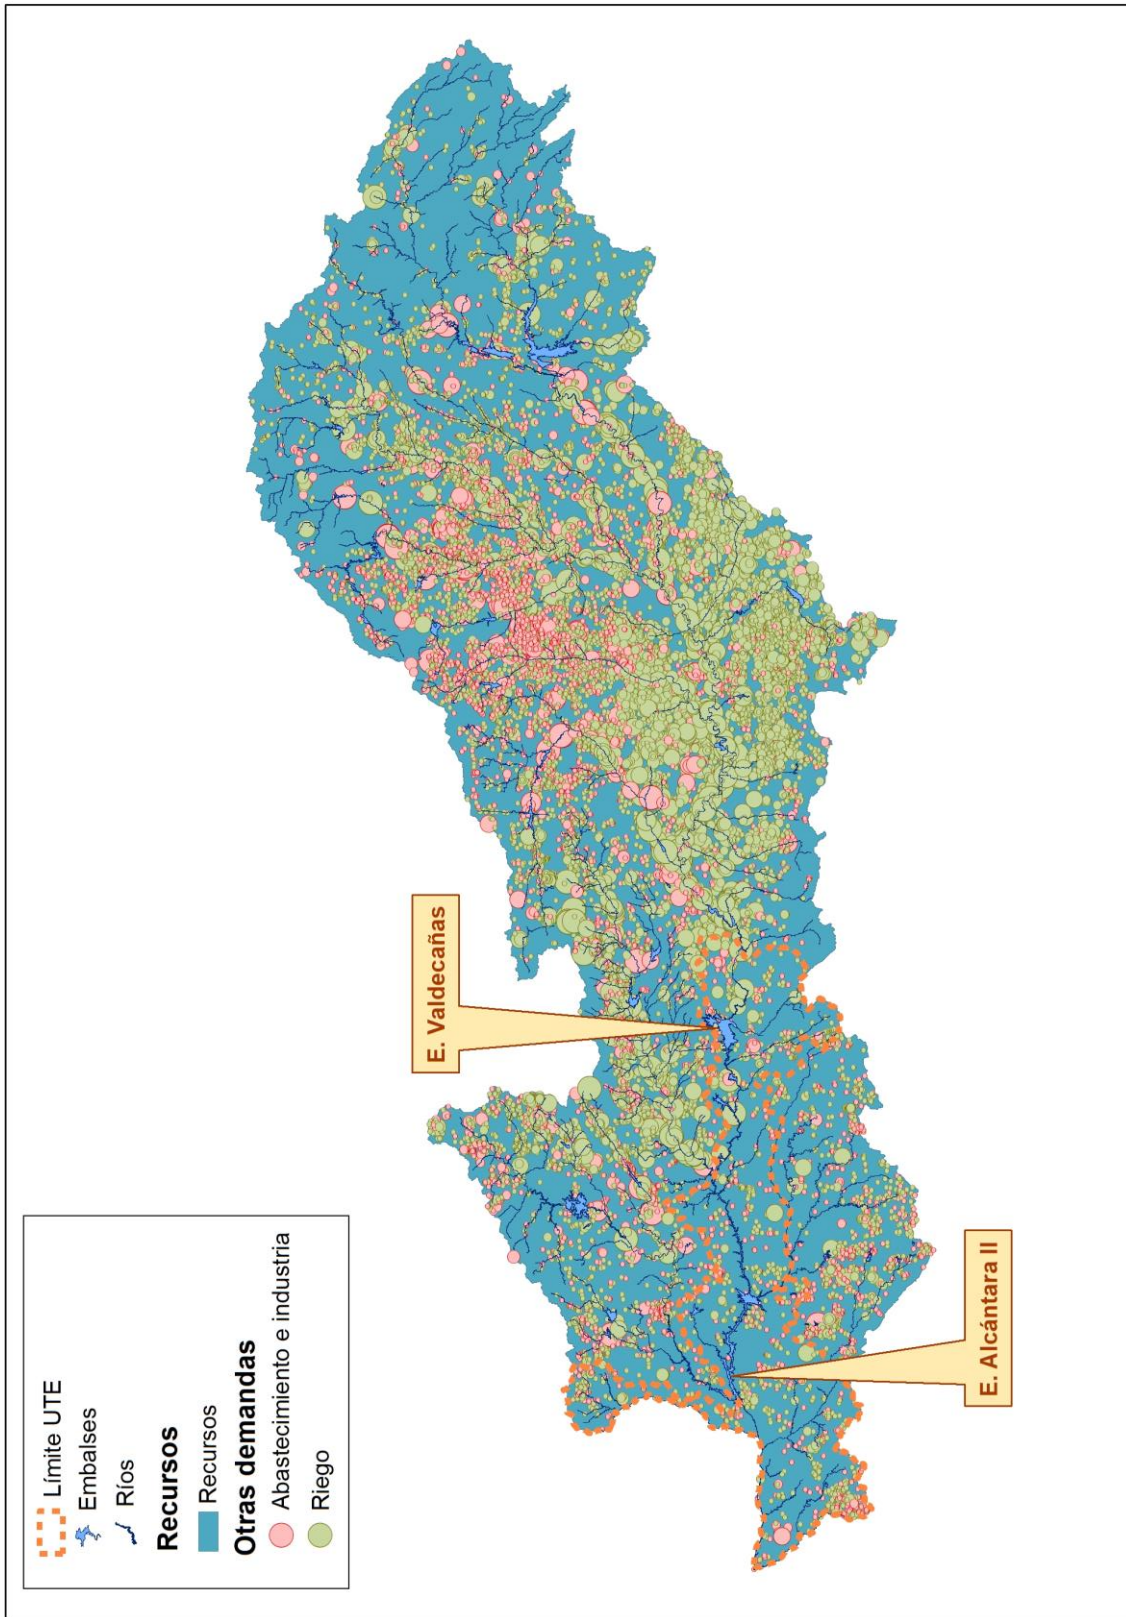 Límite UTE
Embalses
Ríos
Recursos
Recursos
Otras demandas
Abastecimiento e industria
Riego
E. Valdecañas
E. Alcántara II